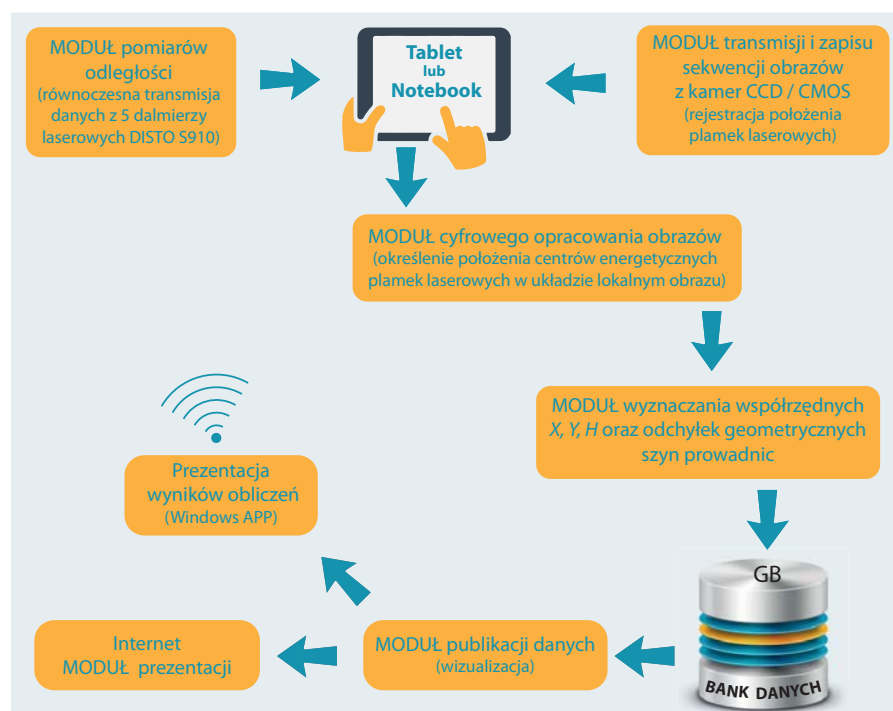 MODUŁ pomiarów
odległości
(równoczesna transmisja
danych z 5 dalmierzy
laserowych DISTO S910)
Tablet
lub
Notebook
MODUŁ transmisji i zapisu
sekwencji obrazów
z kamer CCD / CMOS
(rejestracja położenia
plamek laserowych)
MODUŁ cyfrowego opracowania obrazów
(określenie położenia centrów energetycznych
plamek laserowych w układzie lokalnym obrazu)
MODUŁ wyznaczania współrzędnych
X, Y, H oraz odchyłek geometrycznych
szyn prowadnic
Prezentacja
wyników obliczeń
(Windows APP)
GB
BANK DANYCH
MODUŁ publikacji danych
(wizualizacja)
Internet
MODUŁ prezentacji